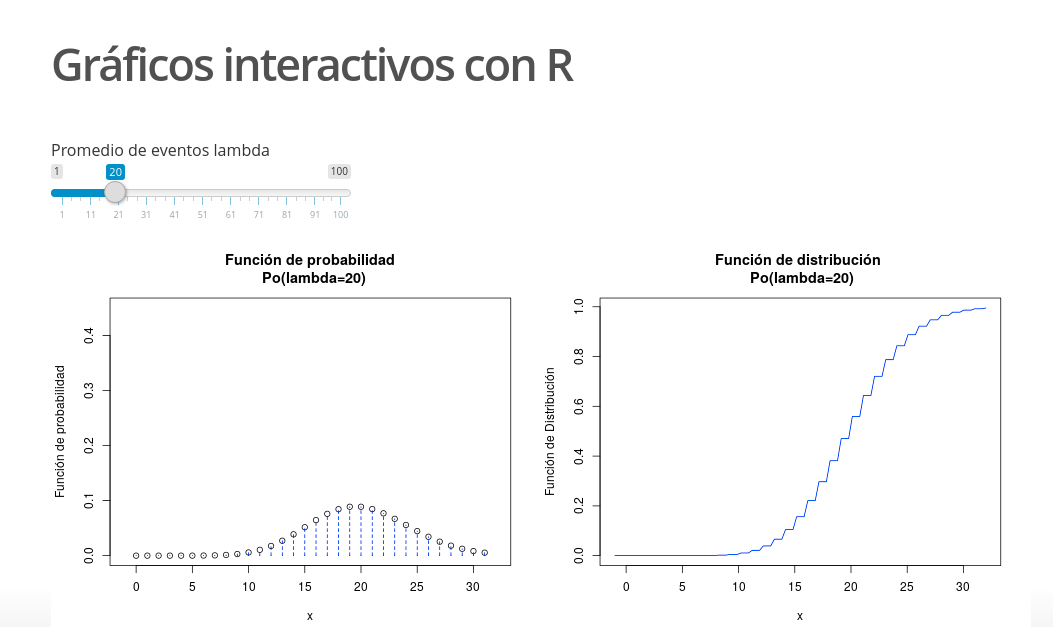 Gráficos interactivos con R
Promedio de eventos lambda
1 20 100
1 11 21 31 41 51 61 71 81 91 100
Función de probabilidad
Po(lambda=20)
Función de probabilidad
0.0 0.1 0.2 0.3 0.4
0 5 10 15 20 25 30
x
Función de distribución
Po(lambda=20)
Función de Distribución
0.0 0.2 0.4 0.6 0.8 1.0
0 5 10 15 20 25 30
x